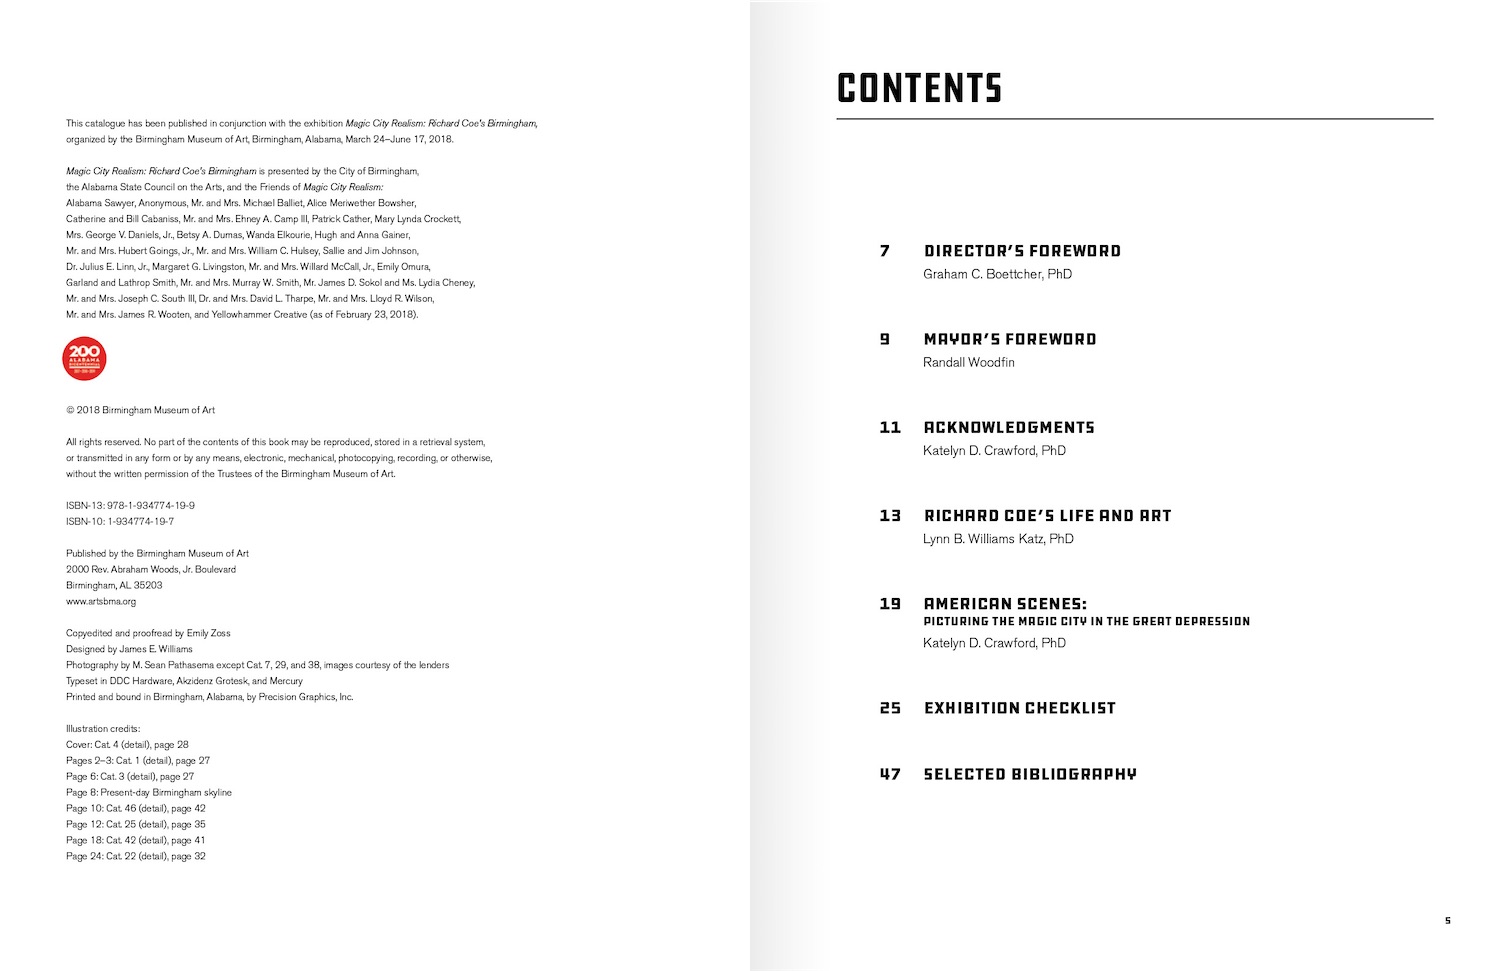 This catalogue has been published in conjunction with the exhibition Magic City Realism: Richard Coe's Birmingham,
organized by the Birmingham Museum of Art, Birmingham, Alabama, March 24–June 17, 2018.
Magic City Realism: Richard Coe's Birmingham is presented by the City of Birmingham,
the Alabama State Council on the Arts, and the Friends of Magic City Realism:
Alabama Sawyer, Anonymous, Mr. and Mrs. Michael Balliet, Alice Meriwether Bowsher,
Catherine and Bill Cabaniss, Mr. and Mrs. Ehney A. Camp III, Patrick Cather, Mary Lynda Crockett,
Mrs. George V. Daniels, Jr., Betsy A. Dumas, Wanda Elkourie, Hugh and Anna Gainer,
Mr. and Mrs. Hubert Goings, Jr., Mr. and Mrs. William C. Hulsey, Sallie and Jim Johnson,
Dr. Julius E. Linn, Jr., Margaret G. Livingston, Mr. and Mrs. Willard McCall, Jr., Emily Omura,
Garland and Lathrop Smith, Mr. and Mrs. Murray W. Smith, Mr. James D. Sokol and Ms. Lydia Cheney,
Mr. and Mrs. Joseph C. South III, Dr. and Mrs. David L. Tharpe, Mr. and Mrs. Lloyd R. Wilson,
Mr. and Mrs. James R. Wooten, and Yellowhammer Creative (as of February 23, 2018).
200
ALABAMA
BICENTENNIAL
© 2018 Birmingham Museum of Art
All rights reserved. No part of the contents of this book may be reproduced, stored in a retrieval system,
or transmitted in any form or by any means, electronic, mechanical, photocopying, recording, or otherwise,
without the written permission of the Trustees of the Birmingham Museum of Art.
ISBN-13: 978-1-934774-19-9
ISBN-10: 1-934774-19-7
Published by the Birmingham Museum of Art
2000 Rev. Abraham Woods, Jr. Boulevard
Birmingham, AL 35203
www.artsbma.org
Copyedited and proofread by Emily Zoss
Designed by James E. Williams
Photography by M. Sean Pathasema except Cat. 7, 29, and 38, images courtesy of the lenders
Typeset in DDC Hardware, Akzidenz Grotesk, and Mercury
Printed and bound in Birmingham, Alabama, by Precision Graphics, Inc.
Illustration credits:
Cover: Cat. 4 (detail), page 28
Pages 2–3: Cat. 1 (detail), page 27
Page 6: Cat. 3 (detail), page 27
Page 8: Present-day Birmingham skyline
Page 10: Cat. 46 (detail), page 42
Page 12: Cat. 25 (detail), page 35
Page 18: Cat. 42 (detail), page 41
Page 24: Cat. 22 (detail), page 32
CONTENTS
7 DIRECTOR'S FOREWORD
Graham C. Boettcher, PhD
9 MAYOR'S FOREWORD
Randall Woodfin
11 ACKNOWLEDGMENTS
Katelyn D. Crawford, PhD
13 RICHARD COE'S LIFE AND ART
Lynn B. Williams Katz, PhD
19 AMERICAN SCENES:
PICTURING THE MAGIC CITY IN THE GREAT DEPRESSION
Katelyn D. Crawford, PhD
25 EXHIBITION CHECKLIST
47 SELECTED BIBLIOGRAPHY
5